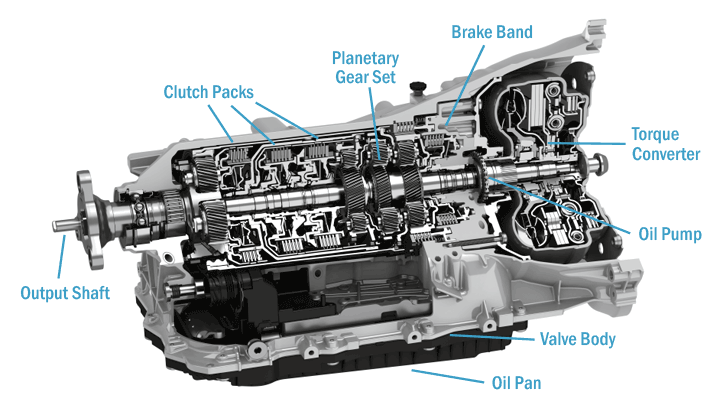 Brake Band
Planetary
Gear Set
Clutch Packs
Torque
Converter
Oil Pump
Output Shaft
Valve Body
Oil Pan